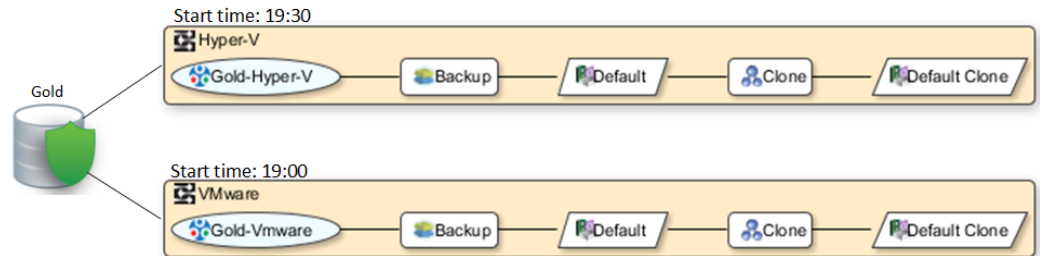 Start time: 19:30
Hyper-V
Gold-Hyper-V Backup Default Clone Default Clone
Gold
Start time: 19:00
VMware
Gold-Vmware Backup Default Clone Default Clone